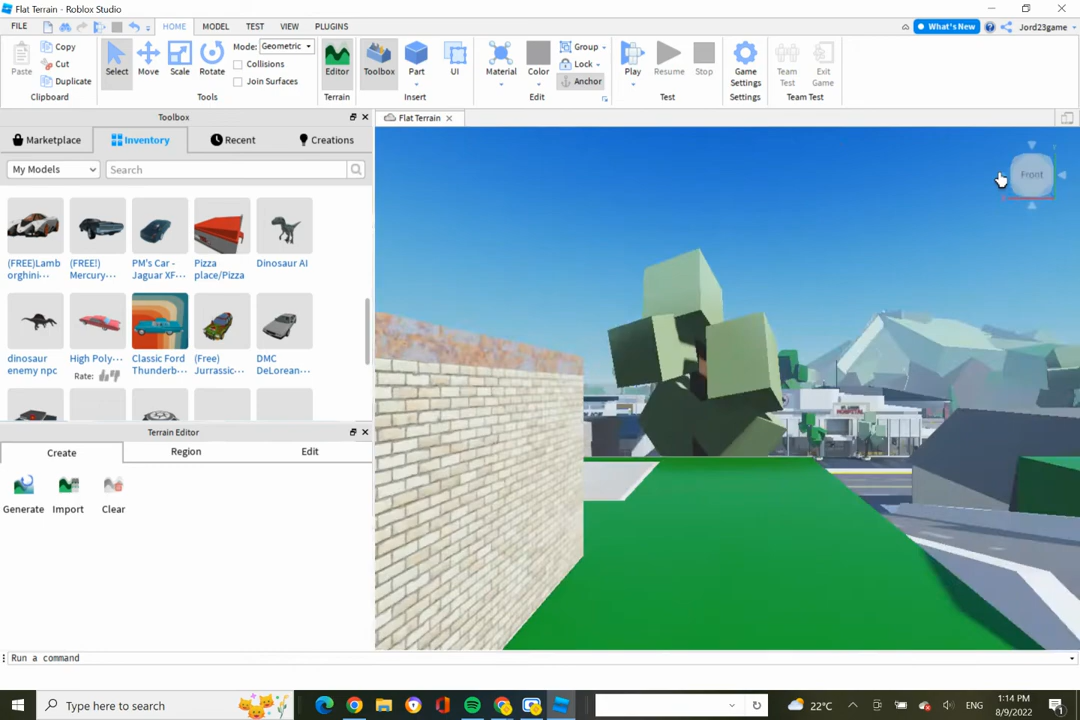 Flat Terrain - Roblox Studio
FILE HOME MODEL TEST VIEW PLUGINS What's New Jord23game
Paste Copy Cut Duplicate Clipboard
Select Move Scale Rotate Mode: Geometric Collisions Join Surfaces Tools
Editor Terrain
Toolbox Part UI Insert
Material Color Group Lock Anchor Edit
Play Resume Stop Test
Game Settings Settings
Team Test Exit Game Team Test
Toolbox
Flat Terrain
Marketplace Inventory Recent Creations
My Models Search
Front
(FREE)Lamb orghini··· (FREE!) Mercury··· PM's Car - Jaguar XF··· Pizza place/Pizza Dinosaur AI
dinosaur enemy npc High Poly··· Rate: Classic Ford Thunderb··· (Free) Jurrassic··· DMC DeLorean···
Terrain Editor
Create Region Edit
Generate Import Clear
Run a command
Type here to search
22°C ENG
1:14 PM
8/9/2022
1